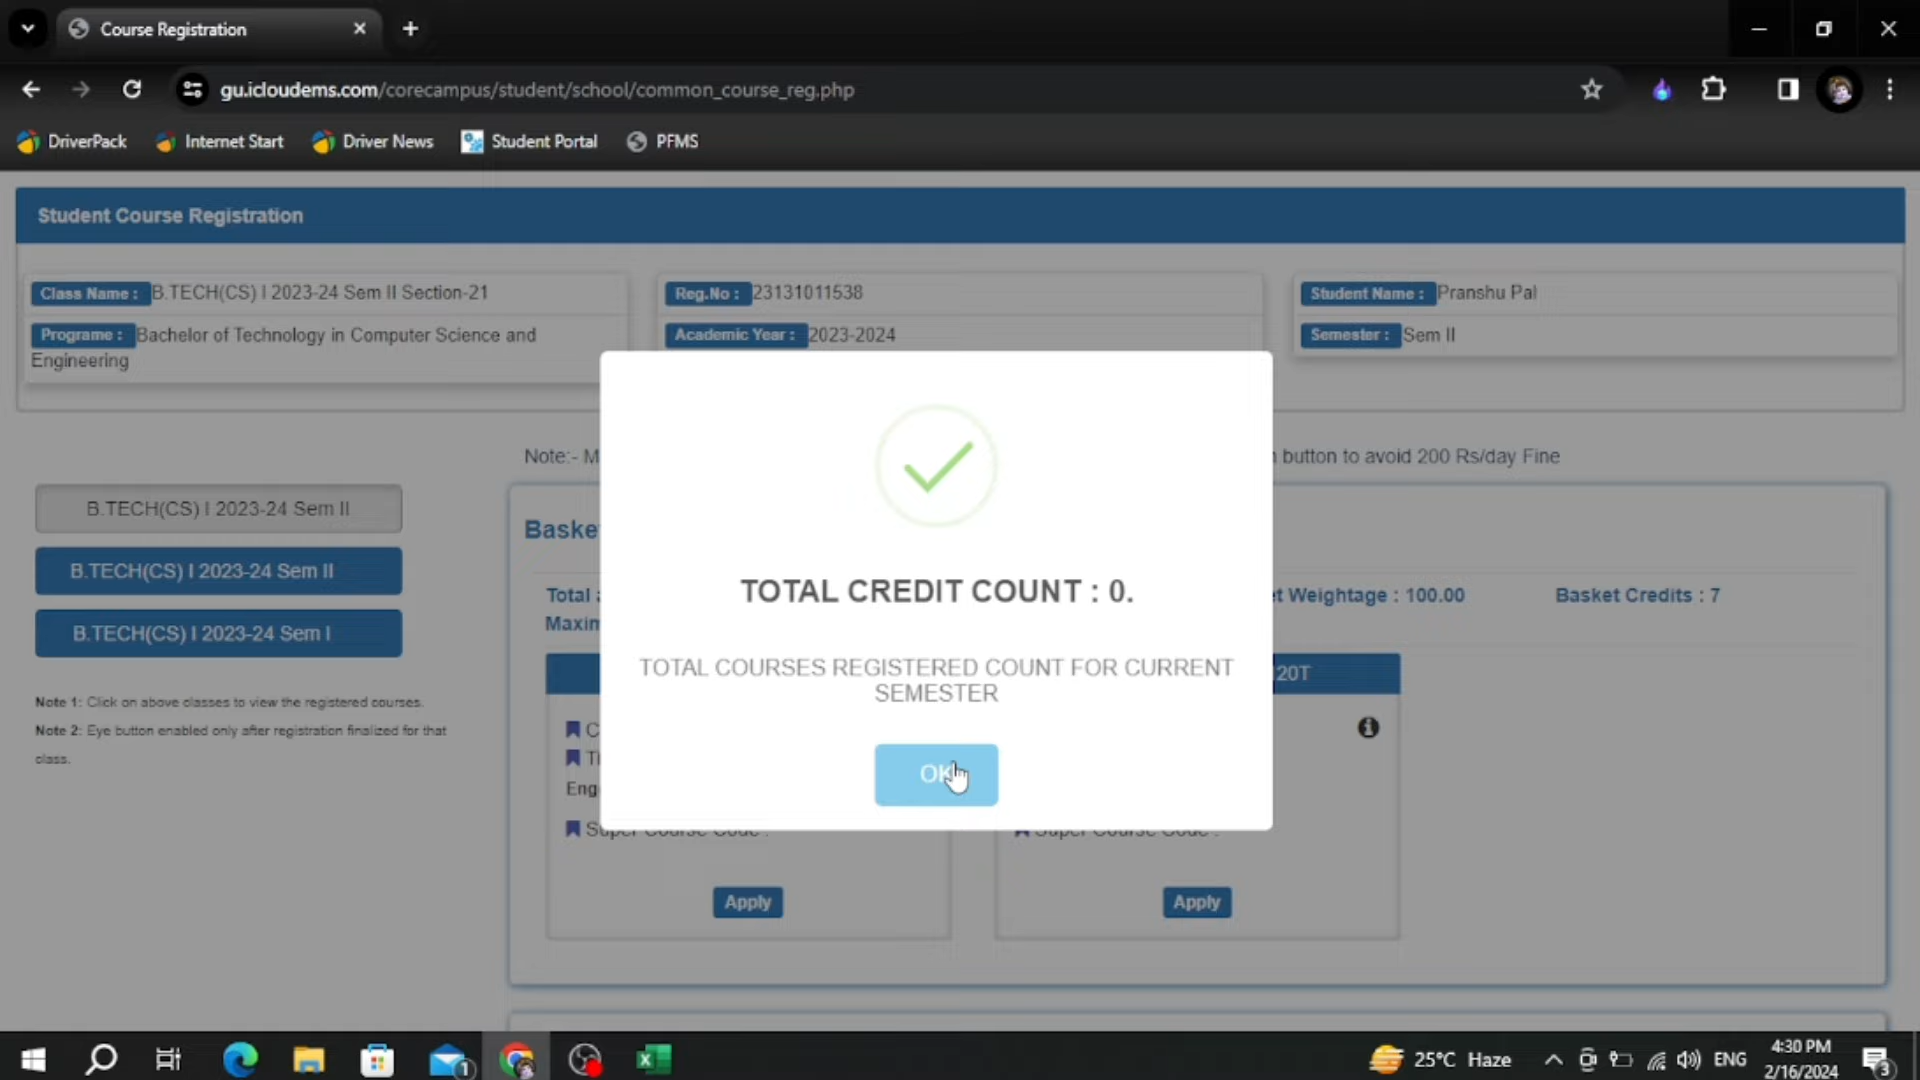 Course Registration
gu.icloudems.com/corecampus/student/school/common_course_reg.php
DriverPack Internet Start Driver News Student Portal PFMS
Student Course Registration
Class Name : B.TECH(CS) I 2023-24 Sem II Section-21 Reg.No : 23131011538 Student Name : Pranshu Pal
Programe : Bachelor of Technology in Computer Science and Academic Year : 2023-2024 Semester : Sem II
Engineering
Note:- M button to avoid 200 Rs/day Fine
B.TECH(CS) I 2023-24 Sem II
B.TECH(CS) I 2023-24 Sem II
B.TECH(CS) I 2023-24 Sem I
Note 1: Click on above classes to view the registered courses.
Note 2: Eye button enabled only after registration finalized for that
class.
Baske
Total Weightage : 100.00 Basket Credits : 7
Maxin
20T
TOTAL CREDIT COUNT : 0.
TOTAL COURSES REGISTERED COUNT FOR CURRENT
SEMESTER
OK
Super Course Code : Super Course Code :
Apply Apply
25°C Haze ENG 4:30 PM
2/16/2024